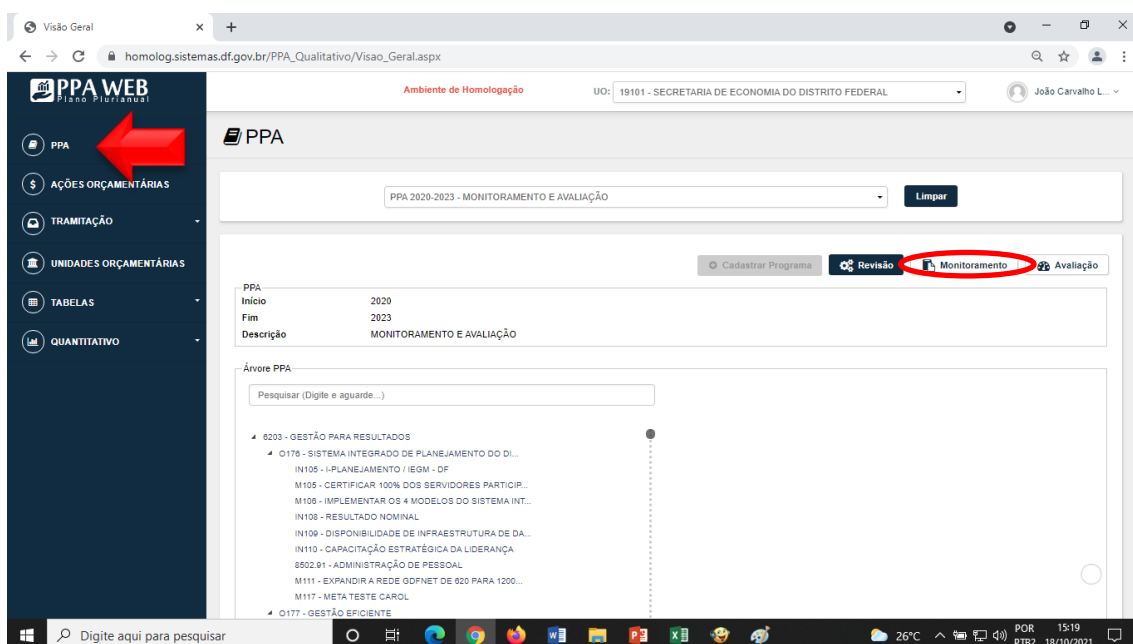 Visão Geral
homolog.sistemas.df.gov.br/PPA_Qualitativo/Visao_Geral.aspx
PPA WEB
Plano Plurianual
Ambiente de Homologação
UO: 19101 - SECRETARIA DE ECONOMIA DO DISTRITO FEDERAL
João Carvalho L...
PPA
AÇÕES ORÇAMENTÁRIAS
TRAMITAÇÃO
UNIDADES ORÇAMENTÁRIAS
TABELAS
QUANTITATIVO
PPA
PPA 2020-2023 - MONITORAMENTO E AVALIAÇÃO
Limpar
Cadastrar Programa
Revisão
Monitoramento
Avaliação
PPA
Início 2020
Fim 2023
Descrição MONITORAMENTO E AVALIAÇÃO
Árvore PPA
Pesquisar (Digite e aguarde...)
6203 - GESTÃO PARA RESULTADOS
O176 - SISTEMA INTEGRADO DE PLANEJAMENTO DO DI...
IN105 - I-PLANEJAMENTO / IEGM - DF
M105 - CERTIFICAR 100% DOS SERVIDORES PARTICIP...
M106 - IMPLEMENTAR OS 4 MODELOS DO SISTEMA INT...
IN108 - RESULTADO NOMINAL
IN109 - DISPONIBILIDADE DE INFRAESTRUTURA DE DA...
IN110 - CAPACITAÇÃO ESTRATÉGICA DA LIDERANÇA
8502.91 - ADMINISTRAÇÃO DE PESSOAL
M111 - EXPANDIR A REDE GDFNET DE 620 PARA 1200...
M117 - META TESTE CAROL
O177 - GESTÃO EFICIENTE
Digite aqui para pesquisar
26°C
POR
PTB2
15:19
18/10/2021